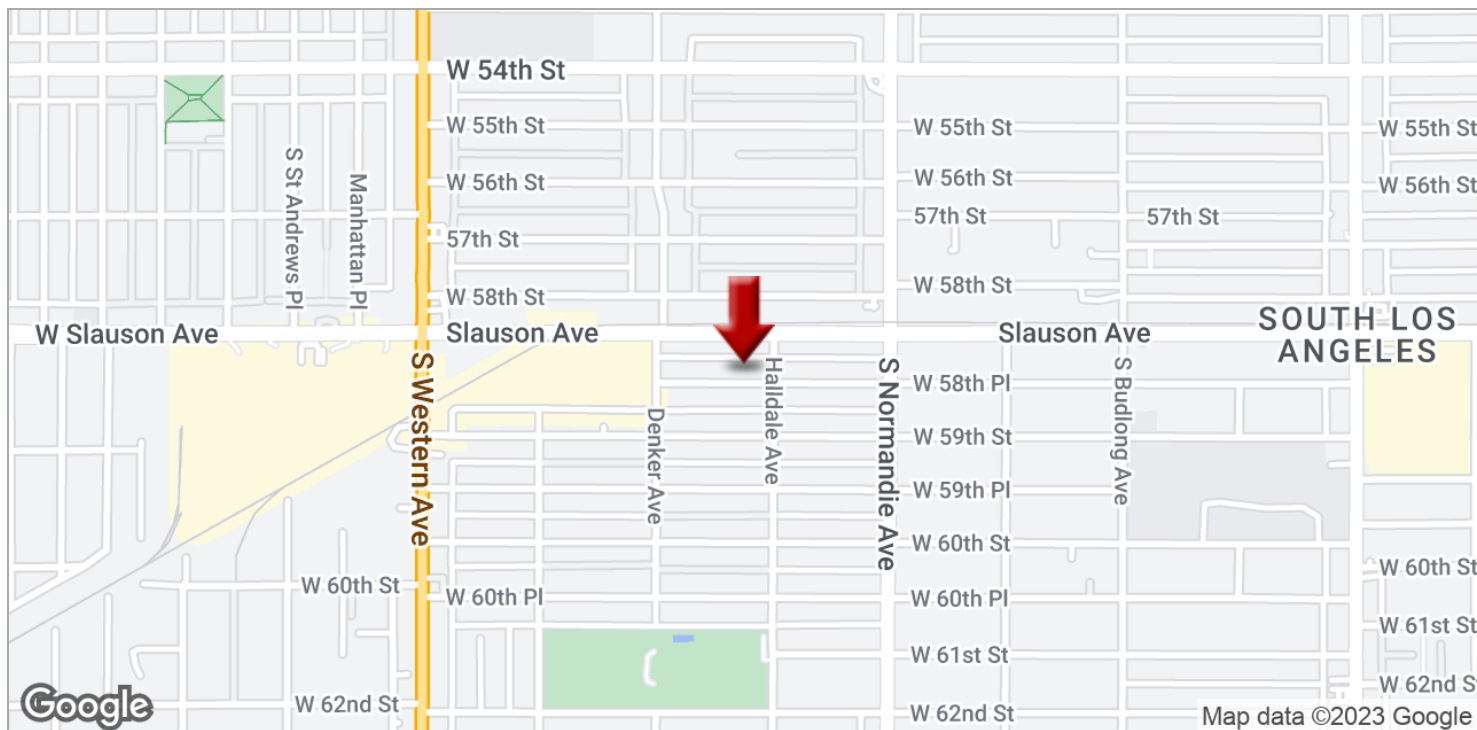 W 54th St
W 55th St
W 55th St
W 55th St
S St Andrews Pl
Manhattan Pl
W 56th St
W 56th St
W 56th St
57th St
57th St
57th St
W 58th St
W 58th St
W Slauson Ave
Slauson Ave
Slauson Ave
SOUTH LOS
ANGELES
S Western Ave
Denker Ave
Halldale Ave
S Normandie Ave
S Budlong Ave
W 58th Pl
W 59th St
W 59th Pl
W 60th St
W 60th St
W 60th St
W 60th Pl
W 60th Pl
W 61st St
W 61st St
W 62nd St
W 62nd St
W 62nd St
Google
Map data ©2023 Google